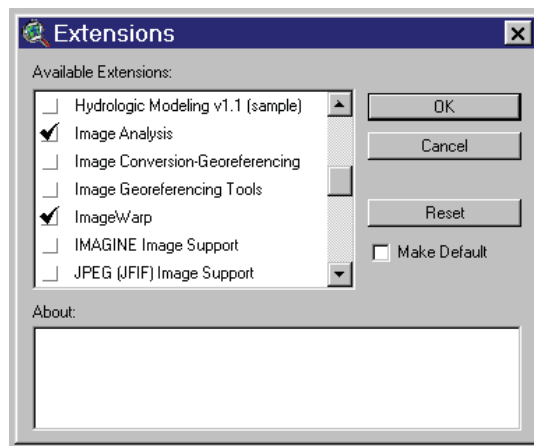 Extensions
Available Extensions:
Hydrologic Modeling v1.1 (sample)
Image Analysis
Image Conversion-Georeferencing
Image Georeferencing Tools
ImageWarp
IMAGINE Image Support
JPEG (JFIF) Image Support
OK
Cancel
Reset
Make Default
About: